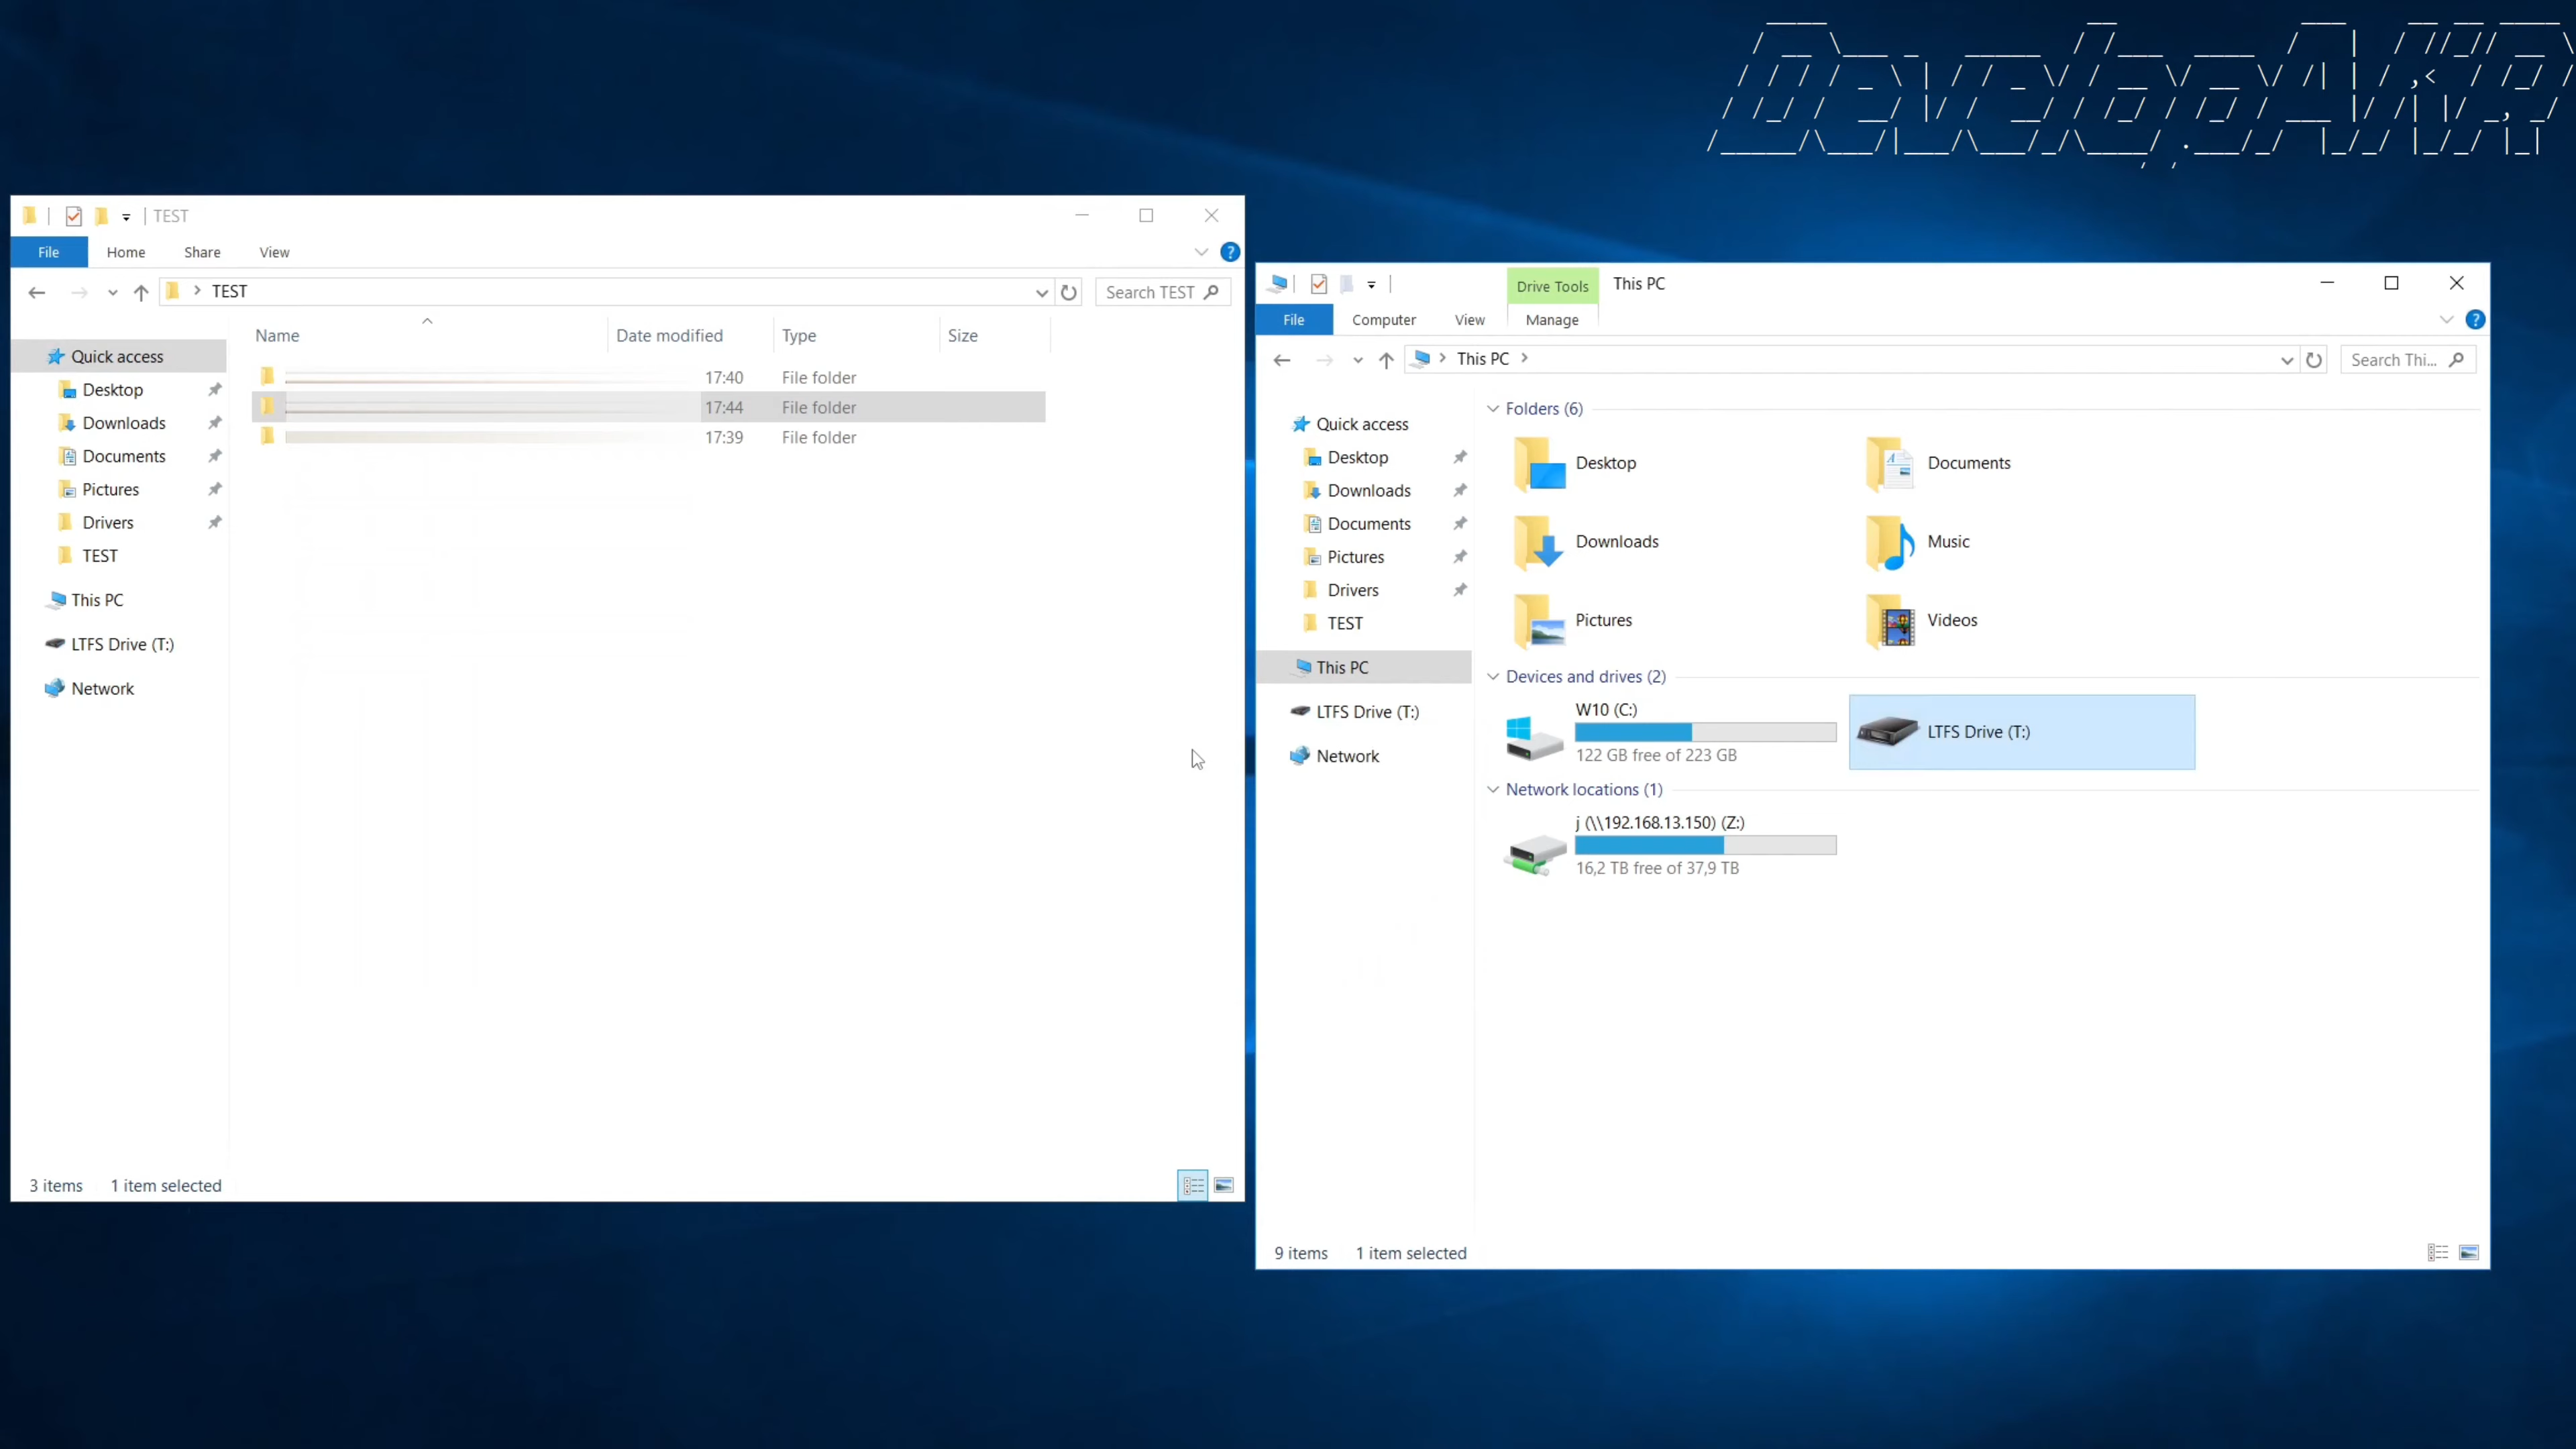 DevelopAKR
TEST
File Home Share View
TEST
Search TEST
Name Date modified Type Size
17:40 File folder
17:44 File folder
17:39 File folder
Quick access
Desktop
Downloads
Documents
Pictures
Drivers
TEST
This PC
LTFS Drive (T:)
Network
3 items 1 item selected
Drive Tools This PC
File Computer View Manage
This PC
Search Thi...
Quick access
Desktop
Downloads
Documents
Pictures
Drivers
TEST
This PC
LTFS Drive (T:)
Network
Folders (6)
Desktop Documents
Downloads Music
Pictures Videos
Devices and drives (2)
W10 (C:)
122 GB free of 223 GB
LTFS Drive (T:)
Network locations (1)
j (\\192.168.13.150) (Z:)
16,2 TB free of 37,9 TB
9 items 1 item selected